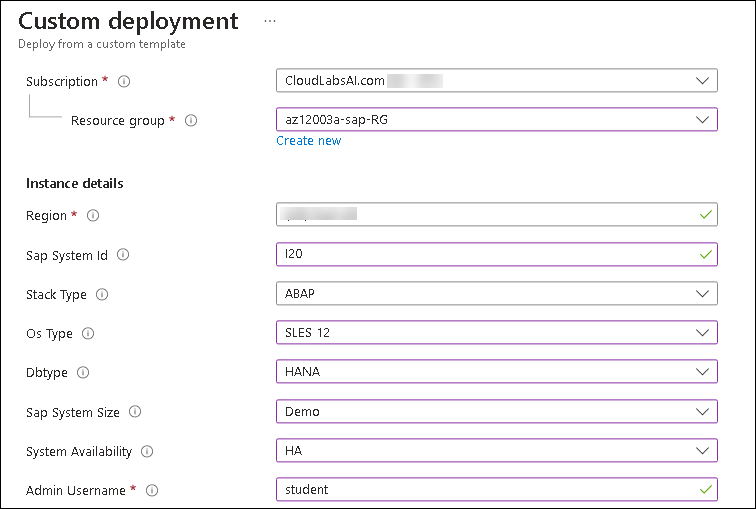 Custom deployment ...
Deploy from a custom template
Subscription * CloudLabsAI.com
Resource group * az12003a-sap-RG
Create new
Instance details
Region *
Sap System Id I20
Stack Type ABAP
Os Type SLES 12
Dbtype HANA
Sap System Size Demo
System Availability HA
Admin Username * student